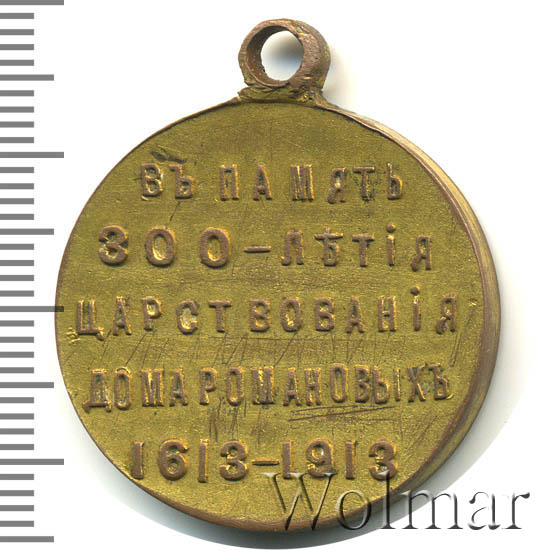 ВЪ ПАМЯТЬ
300-ЛѢТІЯ
ЦАРСТВОВАНІЯ
ДОМА РОМАНОВЫХЪ
1613-1913
Wolmar